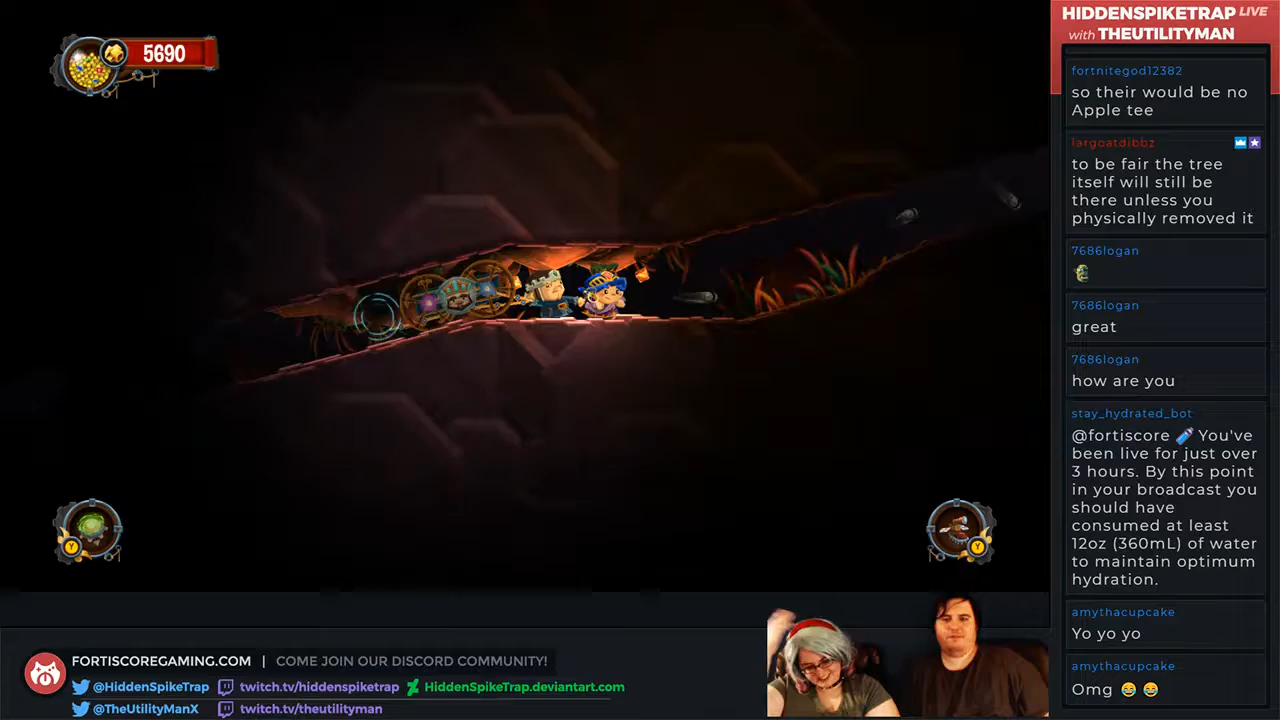 5690
HIDDENSPIKETRAP LIVE
with THEUTILITYMAN
fortnitegod12382
so their would be no
Apple tee
largoatdibbz
to be fair the tree
itself will still be
there unless you
physically removed it
7686logan
7686logan
great
7686logan
how are you
stay_hydrated_bot
@fortiscore You've
been live for just over
3 hours. By this point
in your broadcast you
should have
consumed at least
12oz (360mL) of water
to maintain optimum
hydration.
amythacupcake
Yo yo yo
amythacupcake
Omg 😂 😂
Y
Y
FORTISCOREGAMING.COM | COME JOIN OUR DISCORD COMMUNITY!
@HiddenSpikeTrap twitch.tv/hiddenspiketrap HiddenSpikeTrap.deviantart.com
@TheUtilityManX twitch.tv/theutilityman